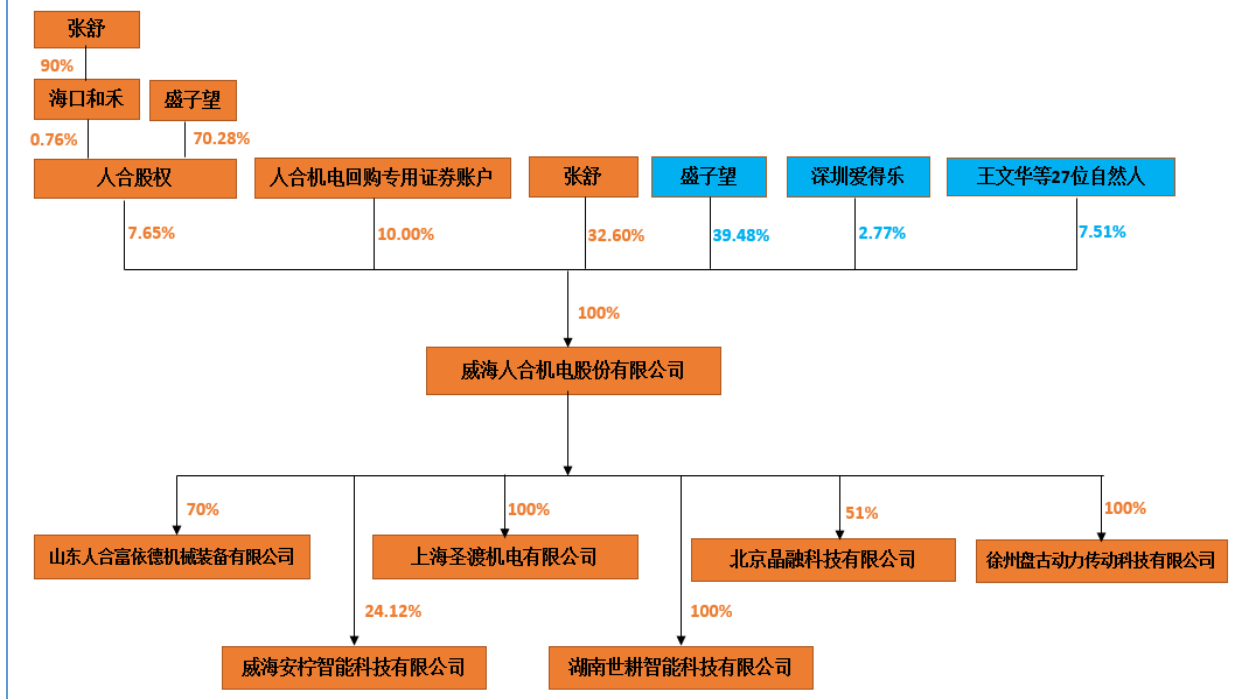 张舒
90%
海口和禾
盛子望
0.76%
70.28%
人合股权
人合机电回购专用证券账户
张舒
盛子望
深圳爱得乐
王文华等27位自然人
7.65%
10.00%
32.60%
39.48%
2.77%
7.51%
100%
威海人合机电股份有限公司
70%
100%
51%
100%
山东人合富依德机械装备有限公司
上海圣渡机电有限公司
北京晶融科技有限公司
徐州盘古动力传动科技有限公司
24.12%
100%
威海安柠智能科技有限公司
湖南世耕智能科技有限公司